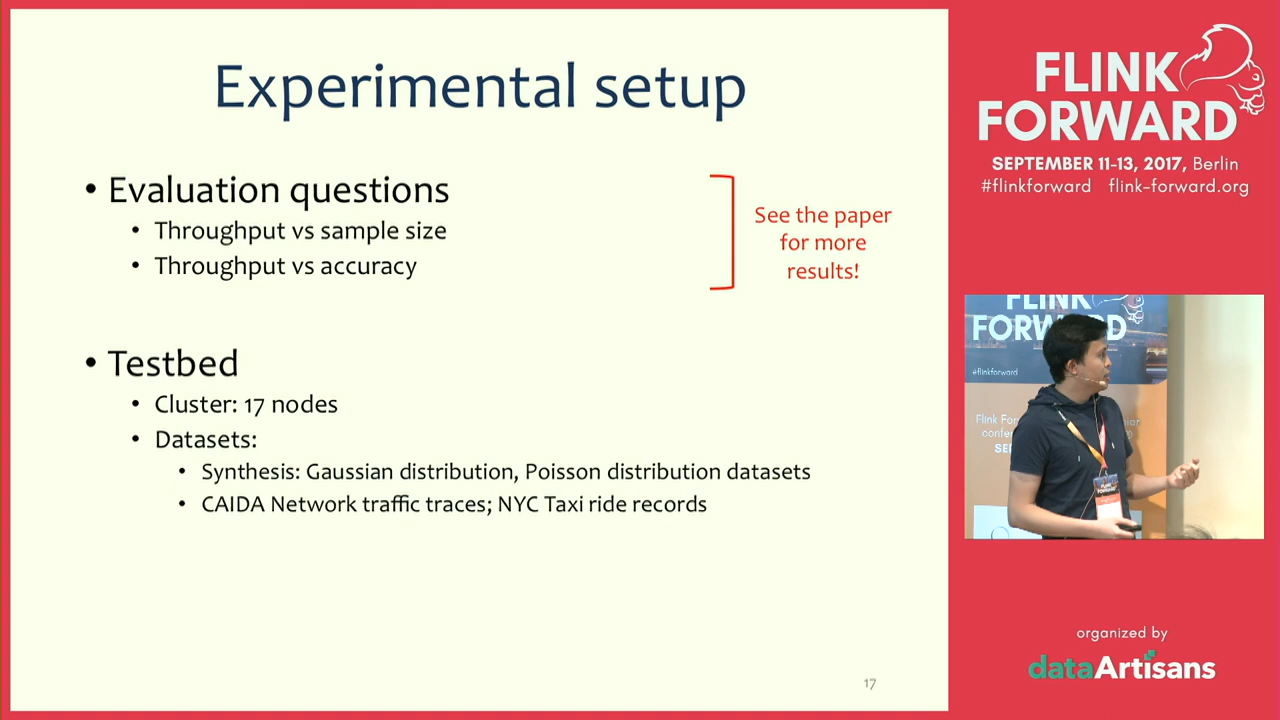 Experimental setup
• Evaluation questions
• Throughput vs sample size
• Throughput vs accuracy
See the paper
for more
results!
• Testbed
• Cluster: 17 nodes
• Datasets:
• Synthesis: Gaussian distribution, Poisson distribution datasets
• CAIDA Network traffic traces; NYC Taxi ride records
17
FLINK
FORWARD
SEPTEMBER 11-13, 2017, Berlin
#flinkforward flink-forward.org
FLINK
FORWARD
#flinkforward
Flink For
organized by
dataArtisans